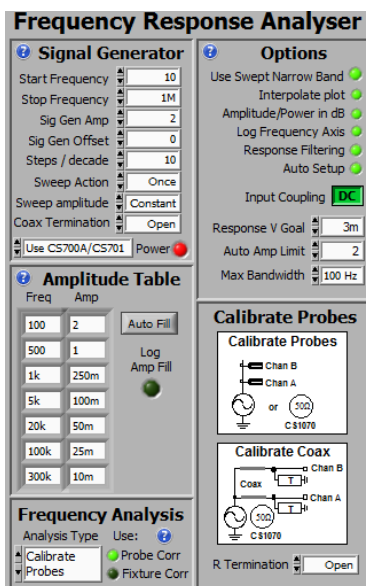 Frequency Response Analyser
Signal Generator
Start Frequency 10
Stop Frequency 1M
Sig Gen Amp 2
Sig Gen Offset 0
Steps / decade 10
Sweep Action Once
Sweep amplitude Constant
Coax Termination Open
Use CS700A/CS701 Power
Amplitude Table
Freq Amp
100 2 Auto Fill
500 1 Log
Amp Fill
1k 250m
5k 100m
20k 50m
100k 25m
300k 10m
Frequency Analysis
Analysis Type Use:
Calibrate Probes
Probe Corr
Fixture Corr
Options
Use Swept Narrow Band
Interpolate plot
Amplitude/Power in dB
Log Frequency Axis
Response Filtering
Auto Setup
Input Coupling DC
Response V Goal 3m
Auto Amp Limit 2
Max Bandwidth 100 Hz
Calibrate Probes
Calibrate Probes
Chan B
Chan A
or 50Ω
CS1070
Calibrate Coax
Chan B
Coax T
Chan A
T
50Ω
CS1070
R Termination Open